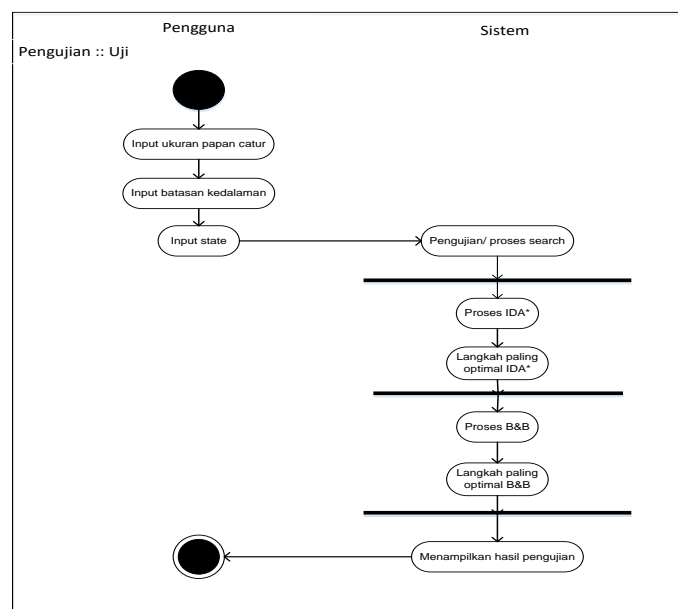 Pengguna
Sistem
Pengujian :: Uji
Input ukuran papan catur
Input batasan kedalaman
Input state
Pengujian/ proses search
Proses IDA*
Langkah paling
optimal IDA*
Proses B&B
Langkah paling
optimal B&B
Menampilkan hasil pengujian